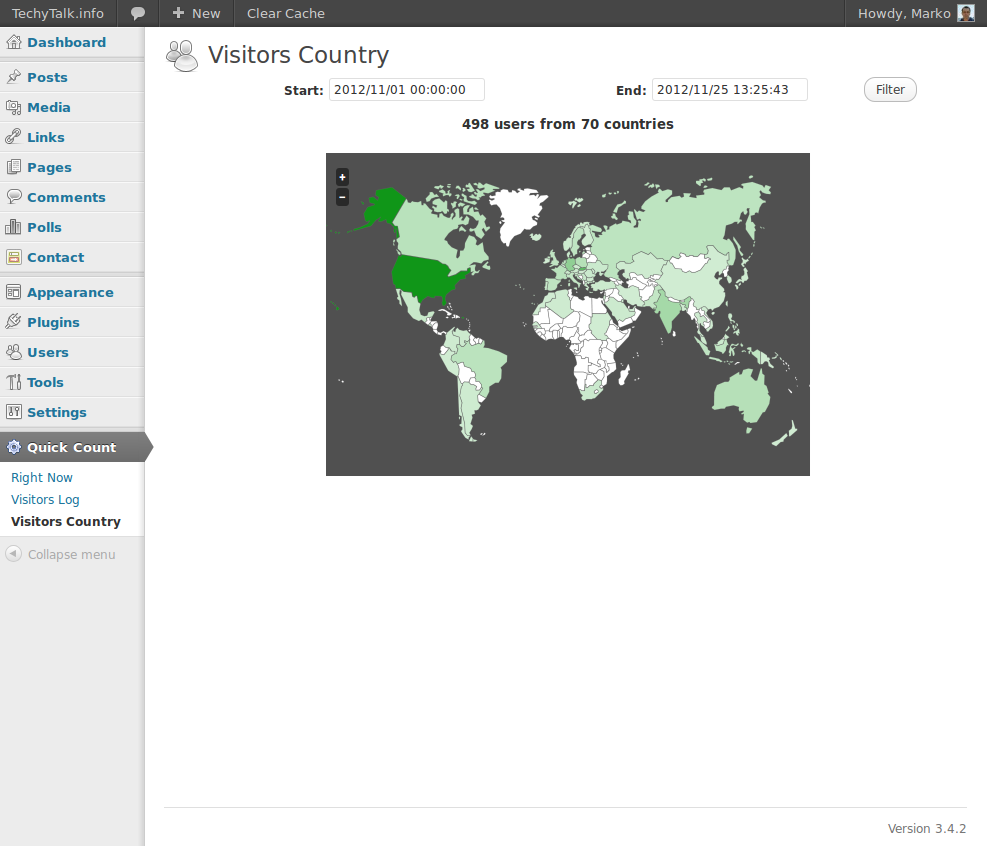 TechyTalk.info + New Clear Cache Howdy, Marko
Dashboard
Posts
Media
Links
Pages
Comments
Polls
Contact
Appearance
Plugins
Users
Tools
Settings
Quick Count
Right Now
Visitors Log
Visitors Country
Collapse menu
Visitors Country
Start: 2012/11/01 00:00:00 End: 2012/11/25 13:25:43 Filter
498 users from 70 countries
+
−
Version 3.4.2